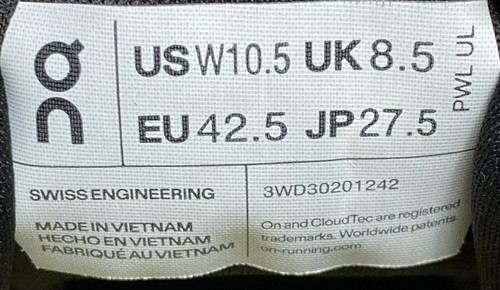 On
US W10.5 UK 8.5
EU 42.5 JP 27.5
PWL UL
SWISS ENGINEERING
MADE IN VIETNAM
HECHO EN VIETNAM
FABRIQUÉ AU VIETNAM
3WD30201242
On and CloudTec are registered
trademarks. Worldwide patents.
on-running.com